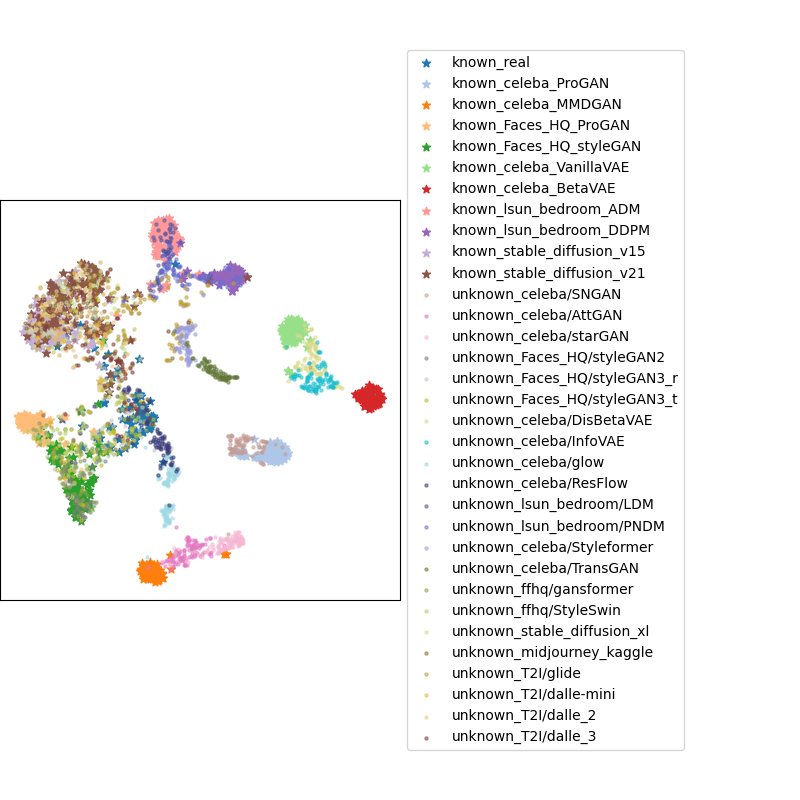 known_real
known_celeba_ProGAN
known_celeba_MMDGAN
known_Faces_HQ_ProGAN
known_Faces_HQ_styleGAN
known_celeba_VanillaVAE
known_celeba_BetaVAE
known_lsun_bedroom_ADM
known_lsun_bedroom_DDPM
known_stable_diffusion_v15
known_stable_diffusion_v21
unknown_celeba/SNGAN
unknown_celeba/AttGAN
unknown_celeba/starGAN
unknown_Faces_HQ/styleGAN2
unknown_Faces_HQ/styleGAN3_r
unknown_Faces_HQ/styleGAN3_t
unknown_celeba/DisBetaVAE
unknown_celeba/InfoVAE
unknown_celeba/glow
unknown_celeba/ResFlow
unknown_lsun_bedroom/LDM
unknown_lsun_bedroom/PNDM
unknown_celeba/Styleformer
unknown_celeba/TransGAN
unknown_ffhq/gansformer
unknown_ffhq/StyleSwin
unknown_stable_diffusion_xl
unknown_midjourney_kaggle
unknown_T2I/glide
unknown_T2I/dalle-mini
unknown_T2I/dalle_2
unknown_T2I/dalle_3